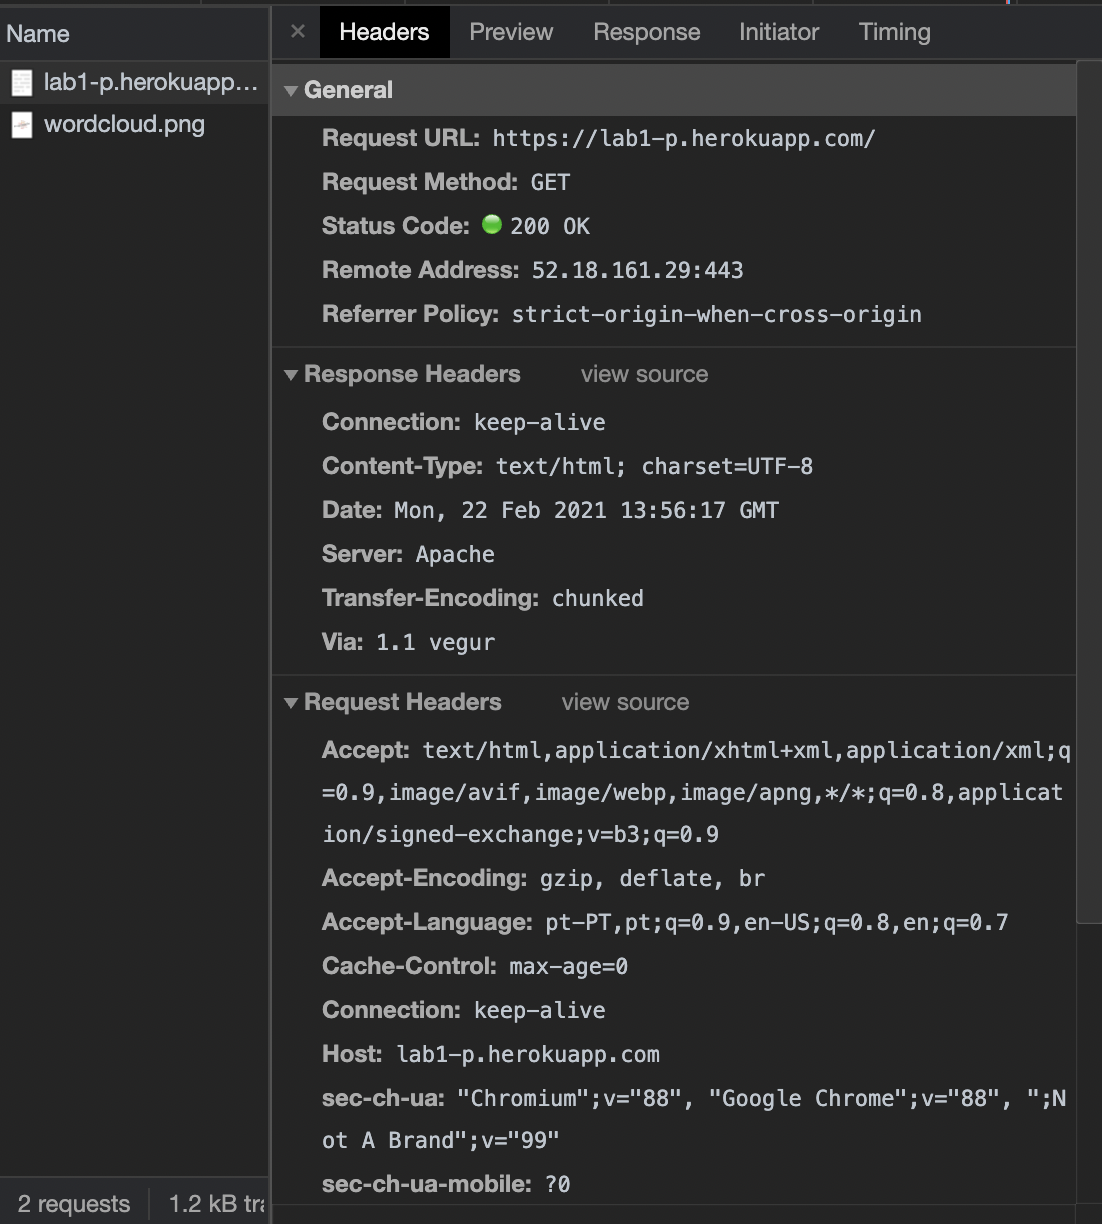 Name
× Headers Preview Response Initiator Timing
lab1-p.herokuapp…
wordcloud.png
General
Request URL: https://lab1-p.herokuapp.com/
Request Method: GET
Status Code: 200 OK
Remote Address: 52.18.161.29:443
Referrer Policy: strict-origin-when-cross-origin
Response Headers view source
Connection: keep-alive
Content-Type: text/html; charset=UTF-8
Date: Mon, 22 Feb 2021 13:56:17 GMT
Server: Apache
Transfer-Encoding: chunked
Via: 1.1 vegur
Request Headers view source
Accept: text/html,application/xhtml+xml,application/xml;q
=0.9,image/avif,image/webp,image/apng,*/*;q=0.8,applicat
ion/signed-exchange;v=b3;q=0.9
Accept-Encoding: gzip, deflate, br
Accept-Language: pt-PT,pt;q=0.9,en-US;q=0.8,en;q=0.7
Cache-Control: max-age=0
Connection: keep-alive
Host: lab1-p.herokuapp.com
sec-ch-ua: "Chromium";v="88", "Google Chrome";v="88", ";N
ot A Brand";v="99"
sec-ch-ua-mobile: ?0
2 requests 1.2 kB